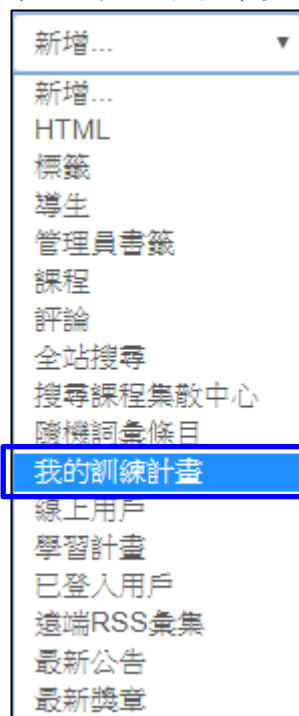 新增...
新增...
HTML
標籤
導生
管理員書籤
課程
評論
全站搜尋
搜尋課程集散中心
隨機詞彙條目
我的訓練計畫
線上用戶
學習計畫
已登入用戶
遠端RSS彙集
最新公告
最新獎章